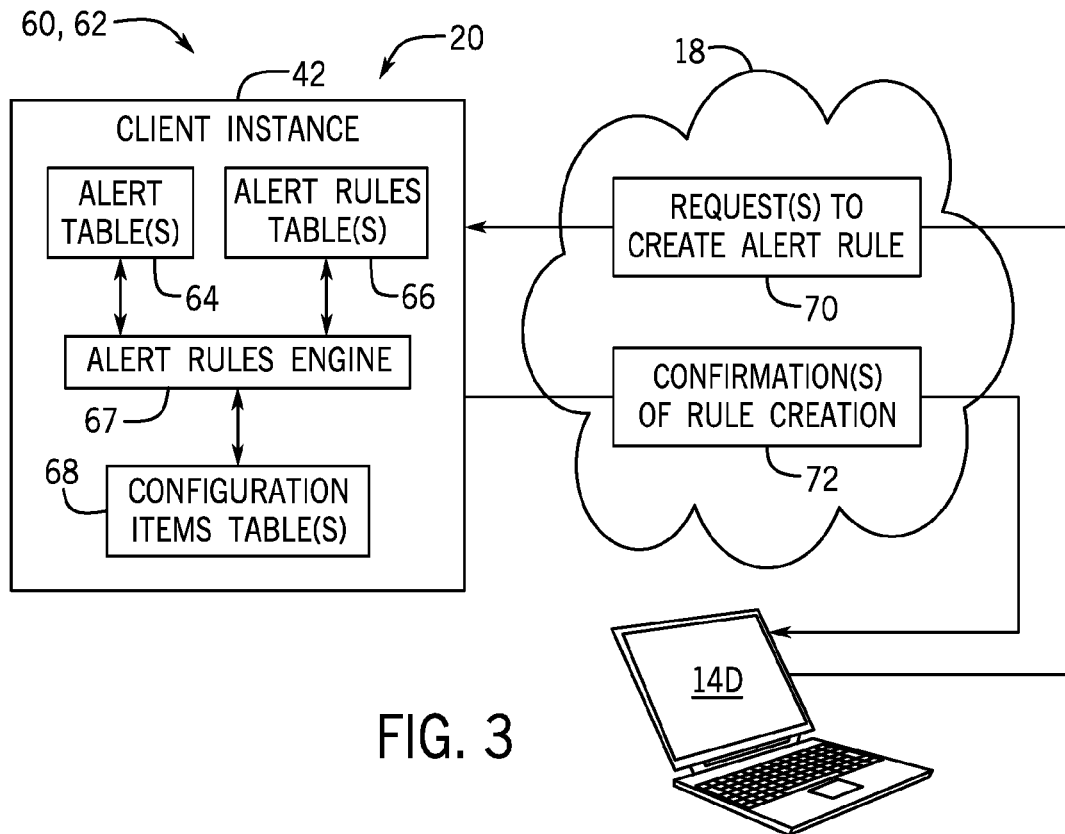 60, 62
20
42
18
CLIENT INSTANCE
ALERT
TABLE(S)
ALERT RULES
TABLE(S)
64
66
ALERT RULES ENGINE
67
68
CONFIGURATION
ITEMS TABLE(S)
REQUEST(S) TO
CREATE ALERT RULE
70
CONFIRMATION(S)
OF RULE CREATION
72
14D
FIG. 3